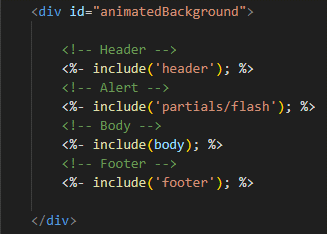 <div id="animatedBackground">
<!-- Header -->
<%- include('header'); %>
<!-- Alert -->
<%- include('partials/flash'); %>
<!-- Body -->
<%- include(body); %>
<!-- Footer -->
<%- include('footer'); %>
</div>